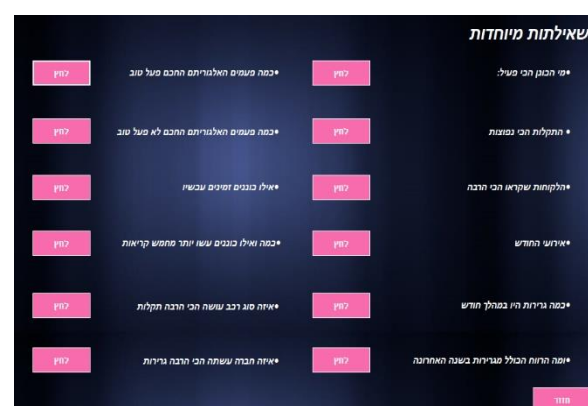 שאילתות מיוחדות
•מי הכונן הכי פעיל:
לחץ
•כמה פעמים האלגוריתם החכם פעל טוב
לחץ
• התקלות הכי נפוצות
לחץ
•כמה פעמים האלגוריתם החכם לא פעל טוב
לחץ
•הלקוחות שקראו הכי הרבה
לחץ
•אילו כוננים זמינים עכשיו
לחץ
•אירועי החודש
לחץ
•כמה ואילו כוננים עשו יותר מחמש קריאות
לחץ
•כמה גרירות היו במהלך חודש
לחץ
•איזה סוג רכב עושה הכי הרבה תקלות
לחץ
•ומה הרווח הכולל מגרירות בשנה האחרונה
לחץ
•איזה חברה עשתה הכי הרבה גרירות
לחץ
חזור